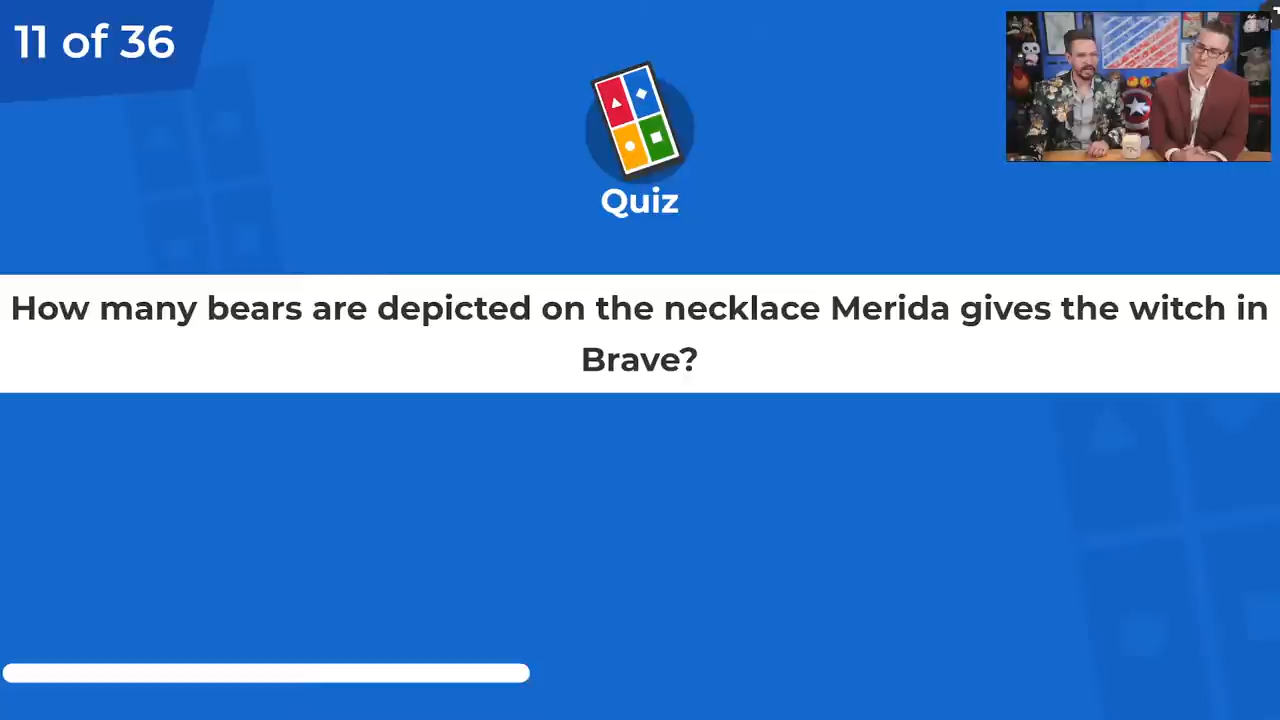 11 of 36
Quiz
How many bears are depicted on the necklace Merida gives the witch in
Brave?